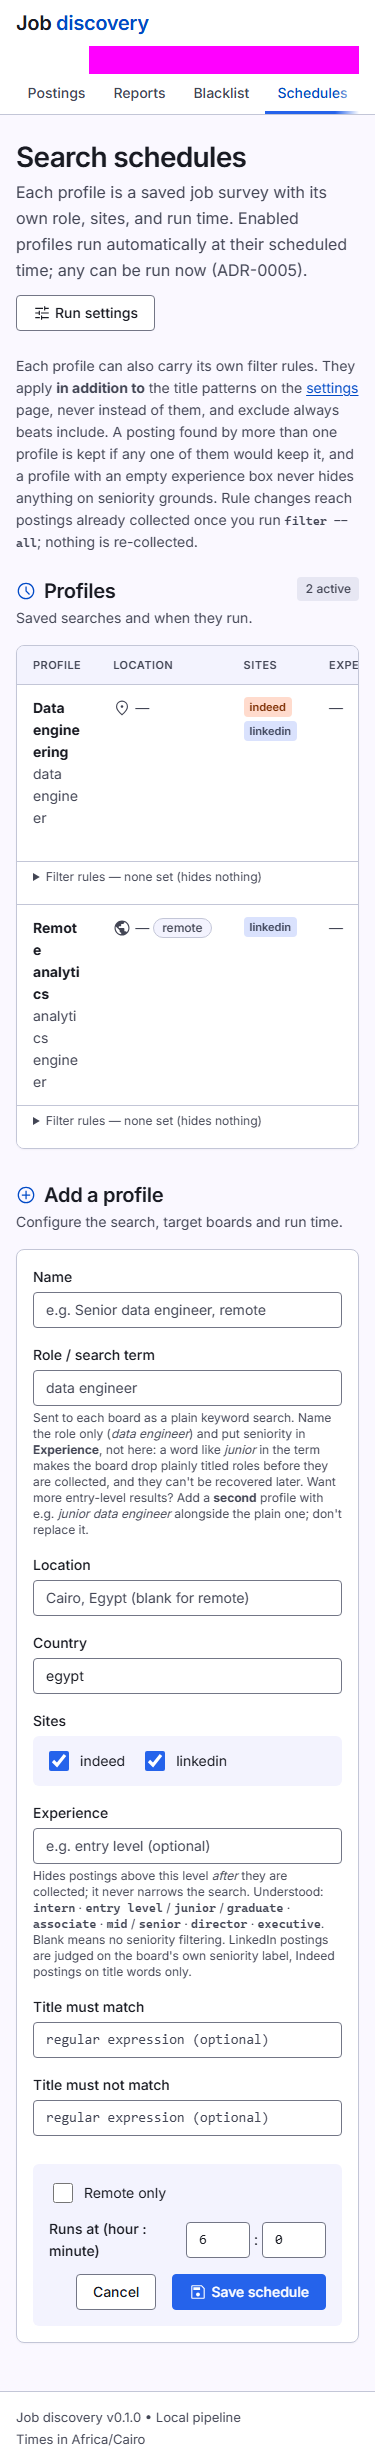 Job discovery
Postings Reports Blacklist Schedules
Search schedules
Each profile is a saved job survey with its
own role, sites, and run time. Enabled
profiles run automatically at their scheduled
time; any can be run now (ADR-0005).
Run settings
Each profile can also carry its own filter rules. They
apply in addition to the title patterns on the settings
page, never instead of them, and exclude always
beats include. A posting found by more than one
profile is kept if any one of them would keep it, and
a profile with an empty experience box never hides
anything on seniority grounds. Rule changes reach
postings already collected once you run filter --
all; nothing is re-collected.
Profiles 2 active
Saved searches and when they run.
PROFILE LOCATION SITES EXPE
Data
engine
ering
data
engine
er
—
indeed
linkedin
—
Filter rules — none set (hides nothing)
Remot
e
analyti
cs
analyti
cs
engine
er
— remote
linkedin
—
Filter rules — none set (hides nothing)
Add a profile
Configure the search, target boards and run time.
Name
e.g. Senior data engineer, remote
Role / search term
data engineer
Sent to each board as a plain keyword search. Name
the role only (data engineer) and put seniority in
Experience, not here: a word like junior in the term
makes the board drop plainly titled roles before they
are collected, and they can't be recovered later. Want
more entry-level results? Add a second profile with
e.g. junior data engineer alongside the plain one; don't
replace it.
Location
Cairo, Egypt (blank for remote)
Country
egypt
Sites
indeed linkedin
Experience
e.g. entry level (optional)
Hides postings above this level after they are
collected; it never narrows the search. Understood:
intern · entry level / junior / graduate ·
associate · mid / senior · director · executive.
Blank means no seniority filtering. LinkedIn postings
are judged on the board's own seniority label, Indeed
postings on title words only.
Title must match
regular expression (optional)
Title must not match
regular expression (optional)
Remote only
Runs at (hour :
minute)
6 : 0
Cancel Save schedule
Job discovery v0.1.0 • Local pipeline
Times in Africa/Cairo